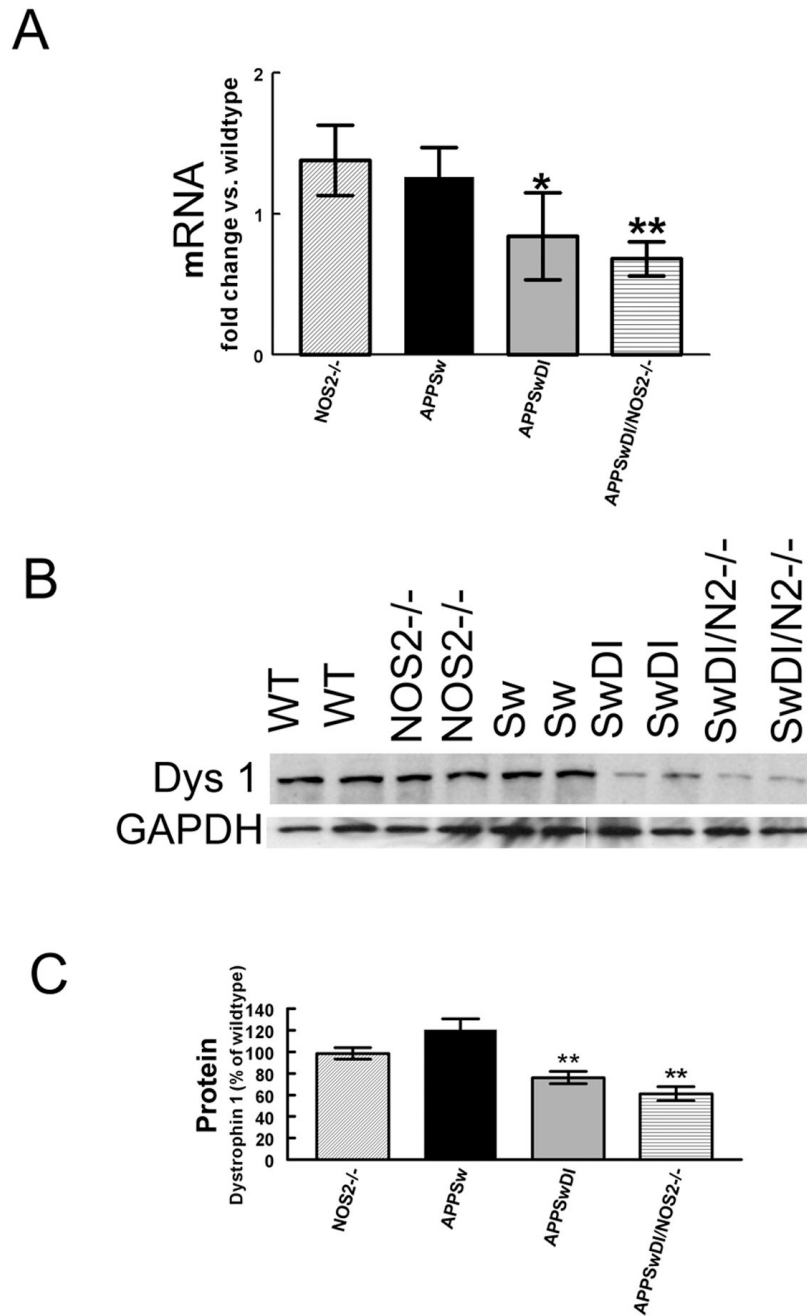 A
mRNA
fold change vs. wildtype
2
1
0
*
**
NOS2-/-
APPSw
APPSwDI
APPSwDI/NOS2-/-
B
WT
WT
NOS2-/-
NOS2-/-
Sw
Sw
SwDI
SwDI
SwDI/N2-/-
SwDI/N2-/-
Dys 1
GAPDH
C
Protein
Dystrophin 1 (% of wildtype)
140
120
100
80
60
40
20
0
**
**
NOS2-/-
APPSw
APPSwDI
APPSwDI/NOS2-/-